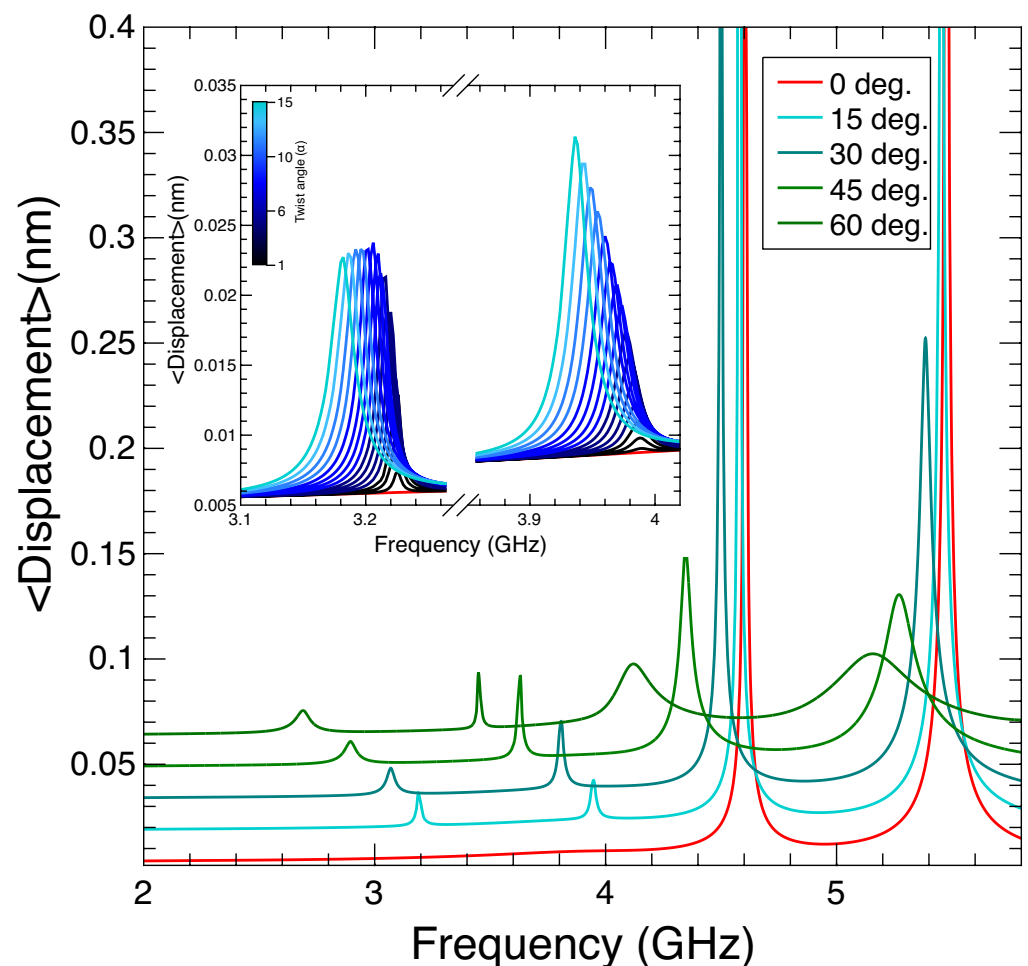 0.4
0.35
0.3
0.25
0.2
0.15
0.1
0.05
<Displacement>(nm)
2
3
4
5
Frequency (GHz)
0 deg.
15 deg.
30 deg.
45 deg.
60 deg.
0.035
0.03
0.025
0.02
0.015
0.01
0.005
<Displacement>(nm)
15
10
6
1
Twist angle (α)
3.1
3.2
3.9
4
Frequency (GHz)